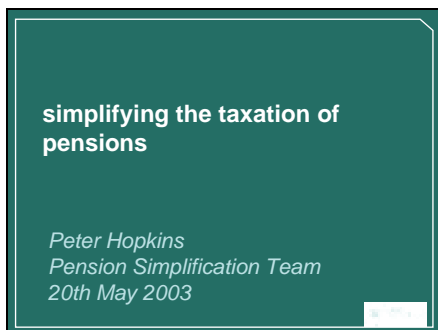 simplifying the taxation of
pensions
Peter Hopkins
Pension Simplification Team
20th May 2003